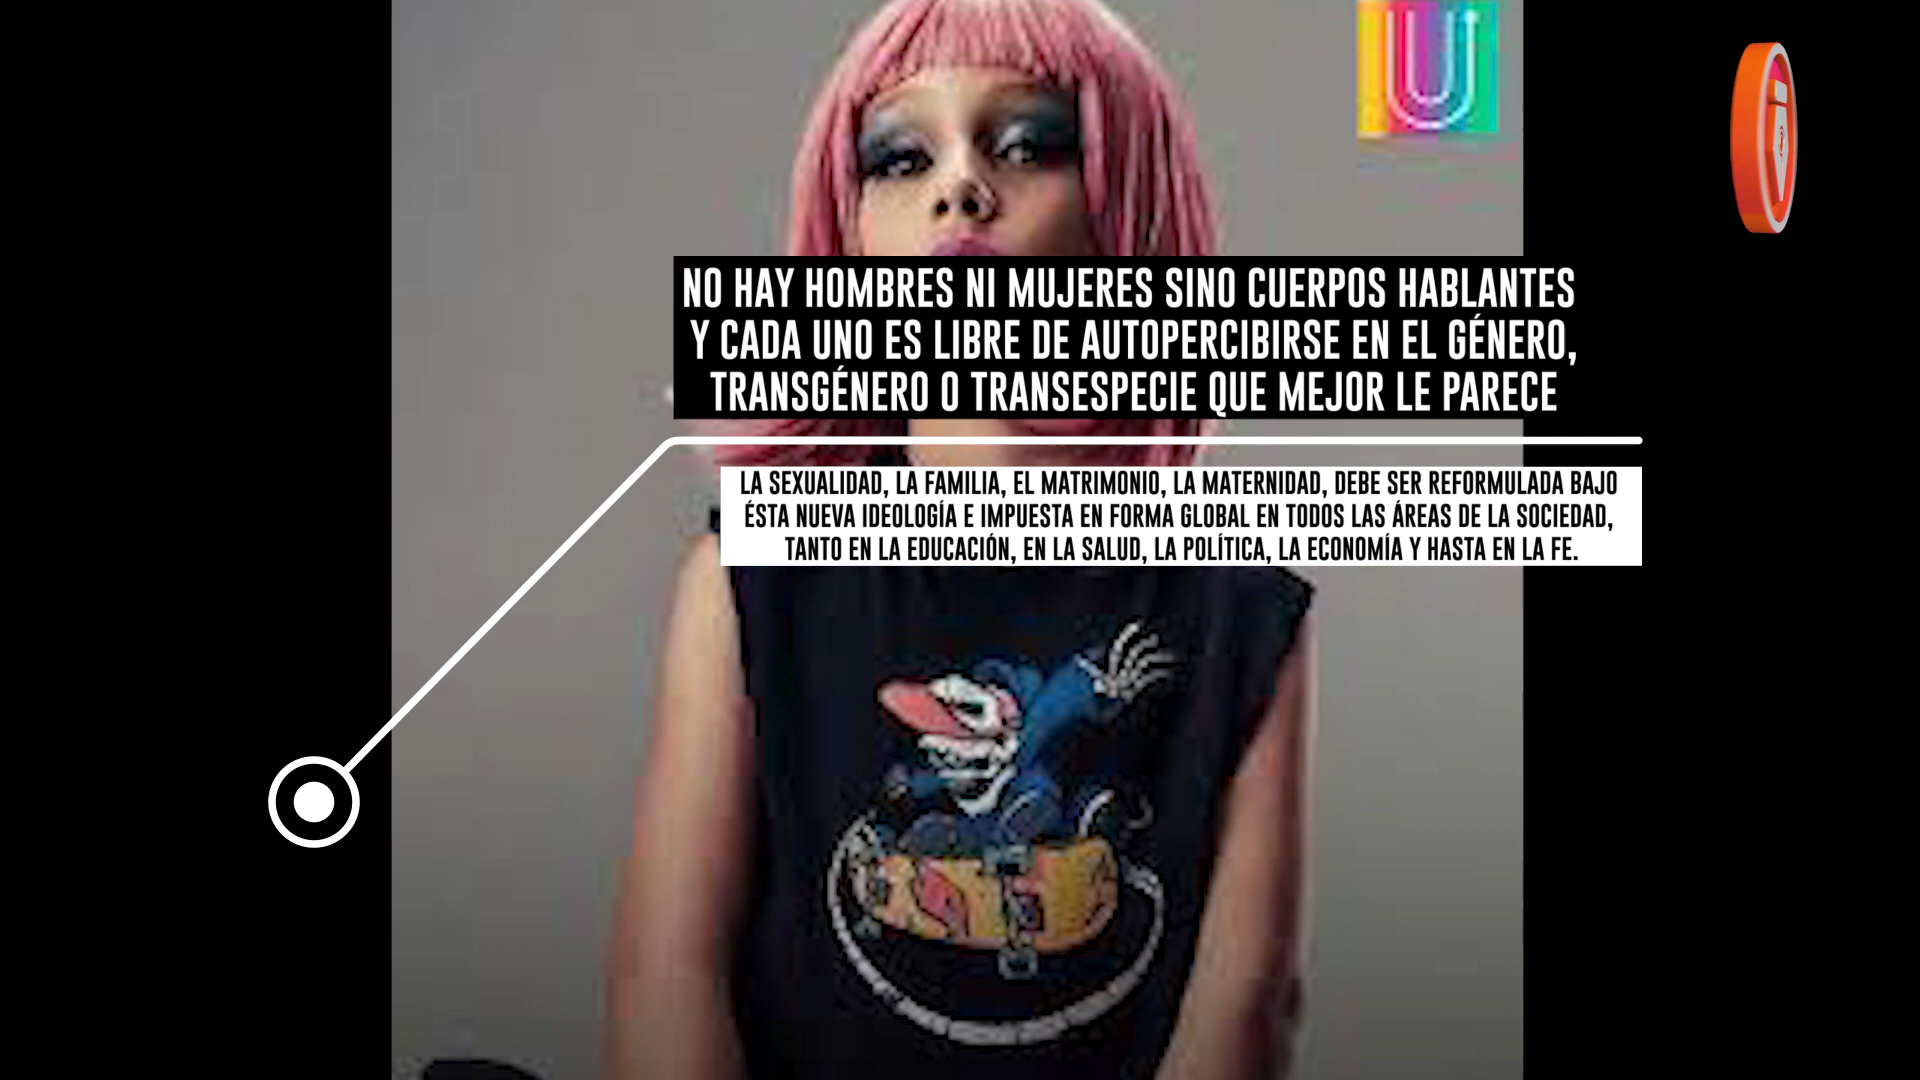 U
NO HAY HOMBRES NI MUJERES SINO CUERPOS HABLANTES
Y CADA UNO ES LIBRE DE AUTOPERCIBIRSE EN EL GÉNERO,
TRANSGÉNERO O TRANSESPECIE QUE MEJOR LE PARECE
LA SEXUALIDAD, LA FAMILIA, EL MATRIMONIO, LA MATERNIDAD, DEBE SER REFORMULADA BAJO
ÉSTA NUEVA IDEOLOGÍA E IMPUESTA EN FORMA GLOBAL EN TODOS LAS ÁREAS DE LA SOCIEDAD,
TANTO EN LA EDUCACIÓN, EN LA SALUD, LA POLÍTICA, LA ECONOMÍA Y HASTA EN LA FE.